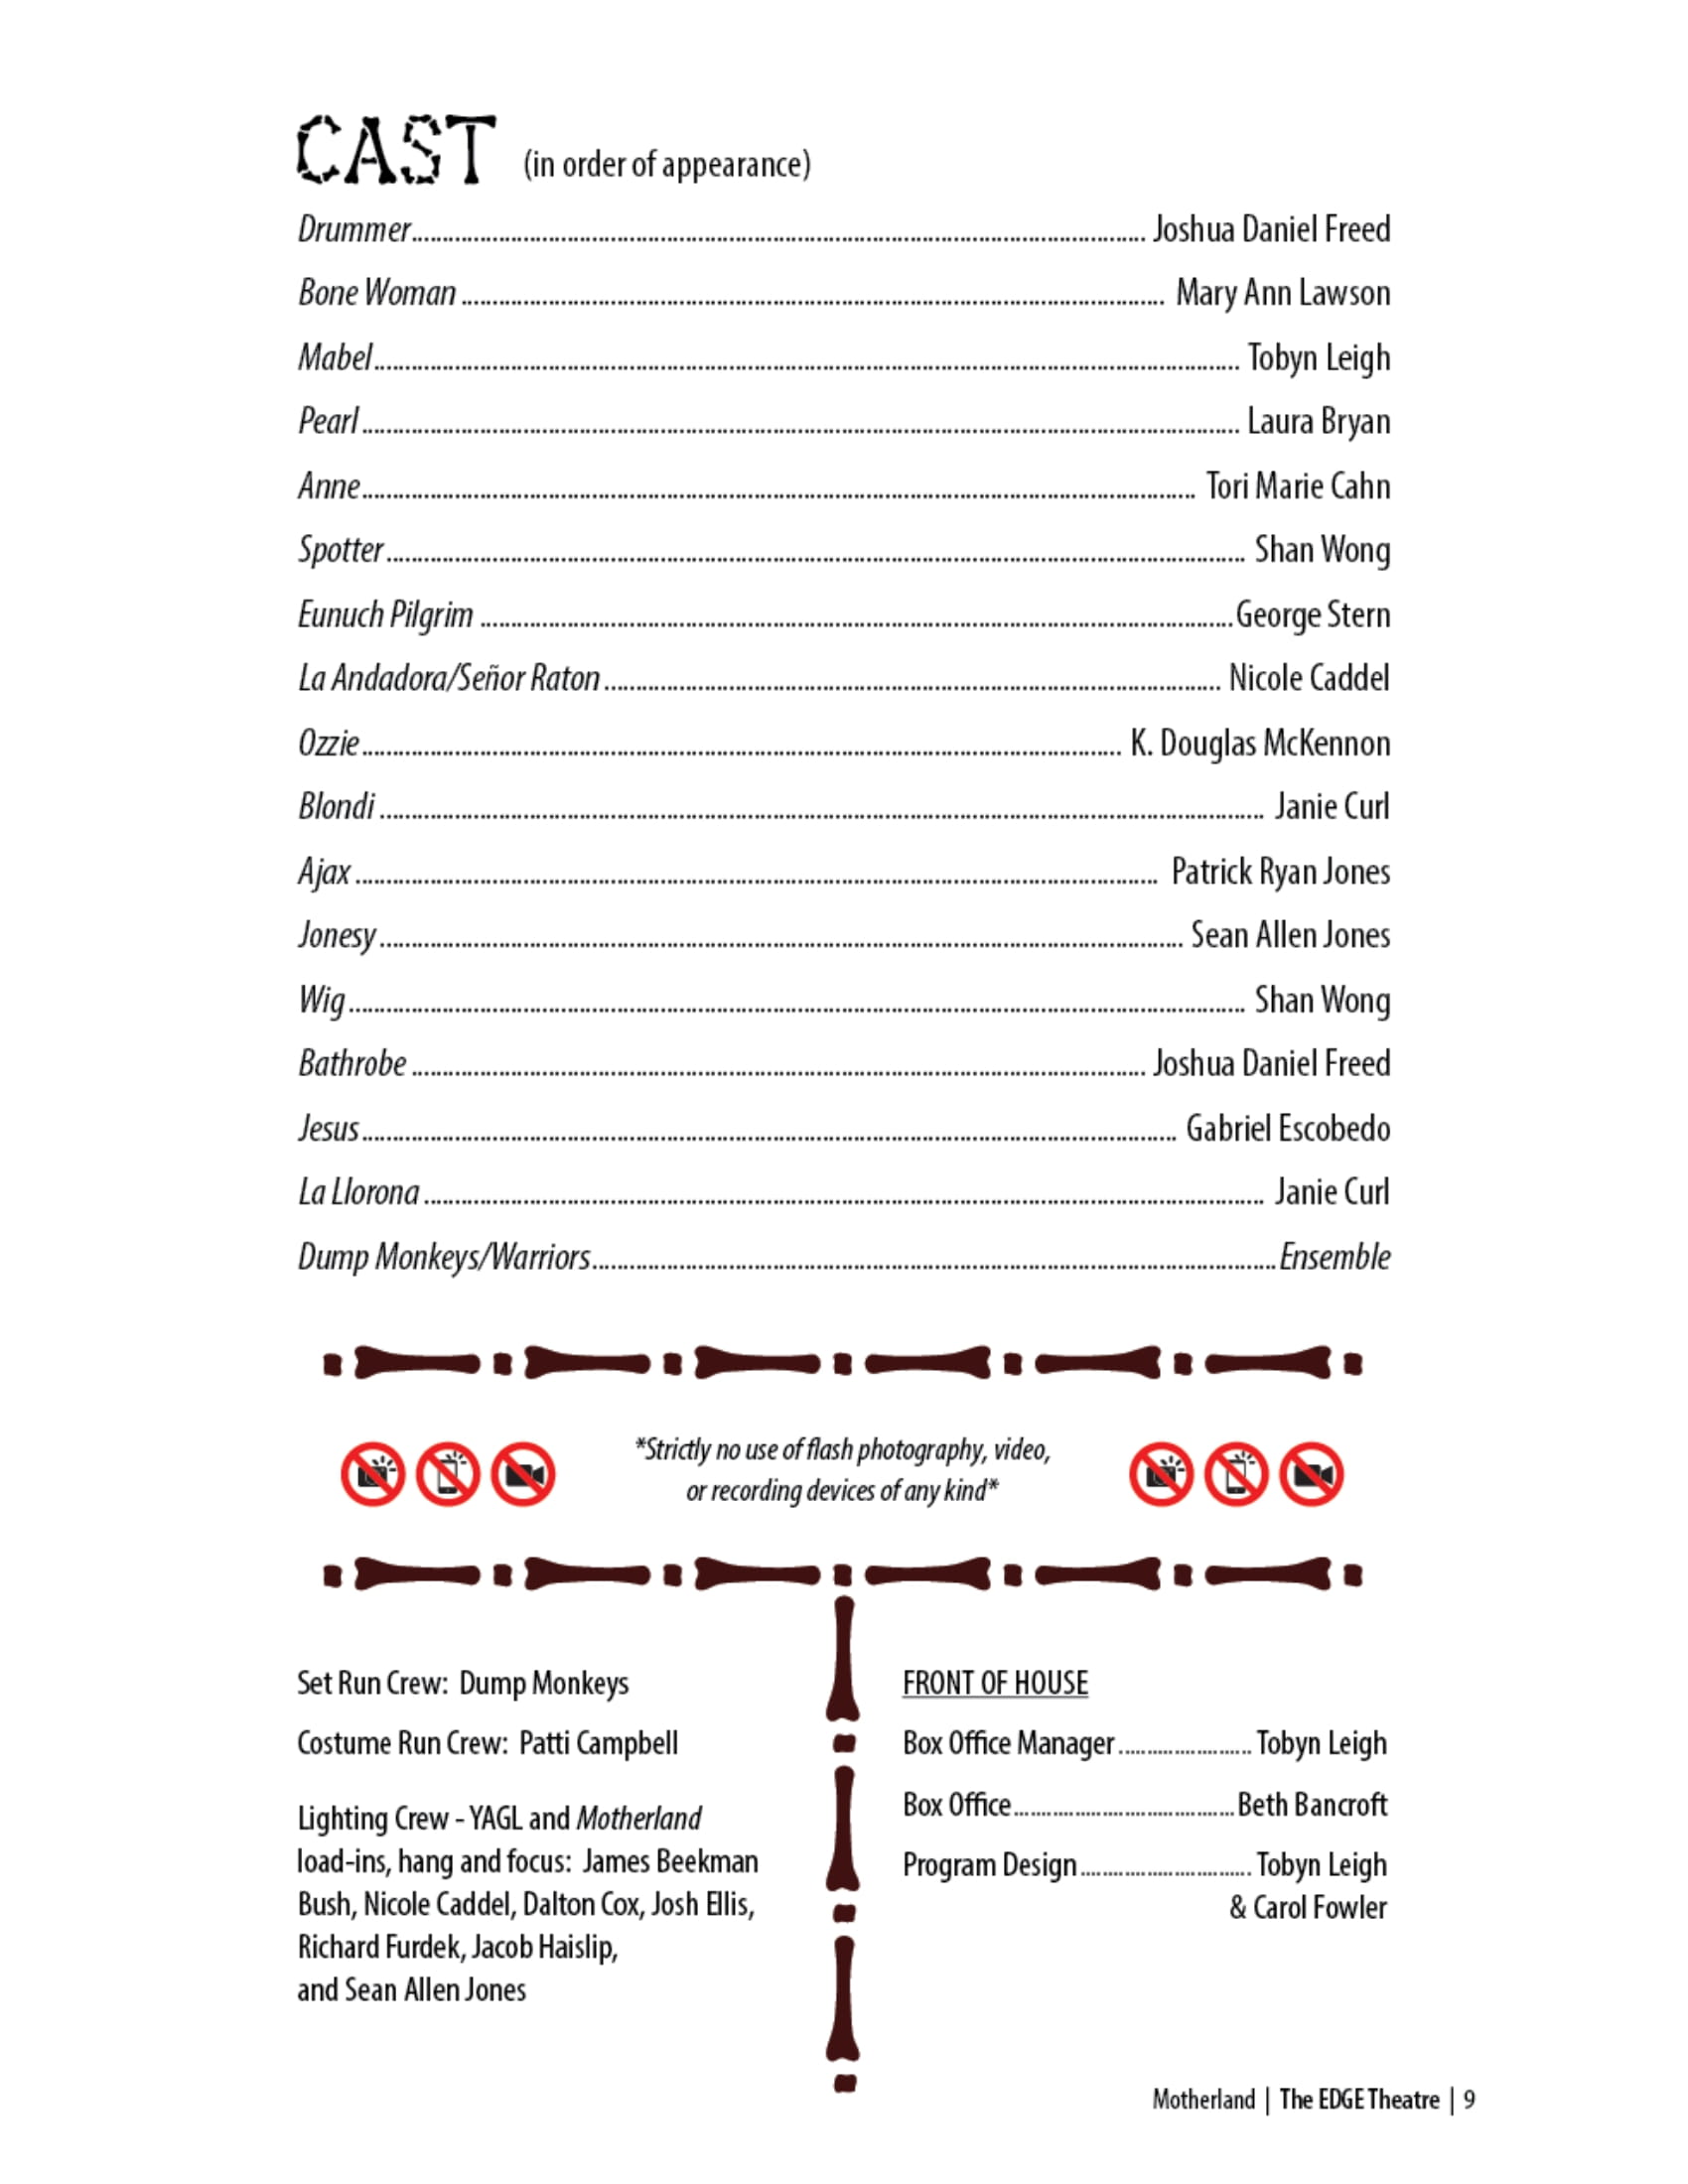 CAST (in order of appearance)
Drummer........ Joshua Daniel Freed
Bone Woman ........ Mary Ann Lawson
Mabel........ Tobyn Leigh
Pearl ........ Laura Bryan
Anne........ Tori Marie Cahn
Spotter........ Shan Wong
Eunuch Pilgrim ........George Stern
La Andadora/Señor Raton ........ Nicole Caddel
Ozzie ........ K. Douglas McKennon
Blondi ........ Janie Curl
Ajax ........ Patrick Ryan Jones
Jonesy ........ Sean Allen Jones
Wig ........ Shan Wong
Bathrobe ........ Joshua Daniel Freed
Jesus ........ Gabriel Escobedo
La Llorona ........ Janie Curl
Dump Monkeys/Warriors........ Ensemble
*Strictly no use of flash photography, video,
or recording devices of any kind*
Set Run Crew: Dump Monkeys
Costume Run Crew: Patti Campbell
Lighting Crew - YAGL and Motherland
load-ins, hang and focus: James Beekman
Bush, Nicole Caddel, Dalton Cox, Josh Ellis,
Richard Furdek, Jacob Haislip,
and Sean Allen Jones
FRONT OF HOUSE
Box Office Manager........ Tobyn Leigh
Box Office........ Beth Bancroft
Program Design ........ Tobyn Leigh
& Carol Fowler
Motherland | The EDGE Theatre | 9